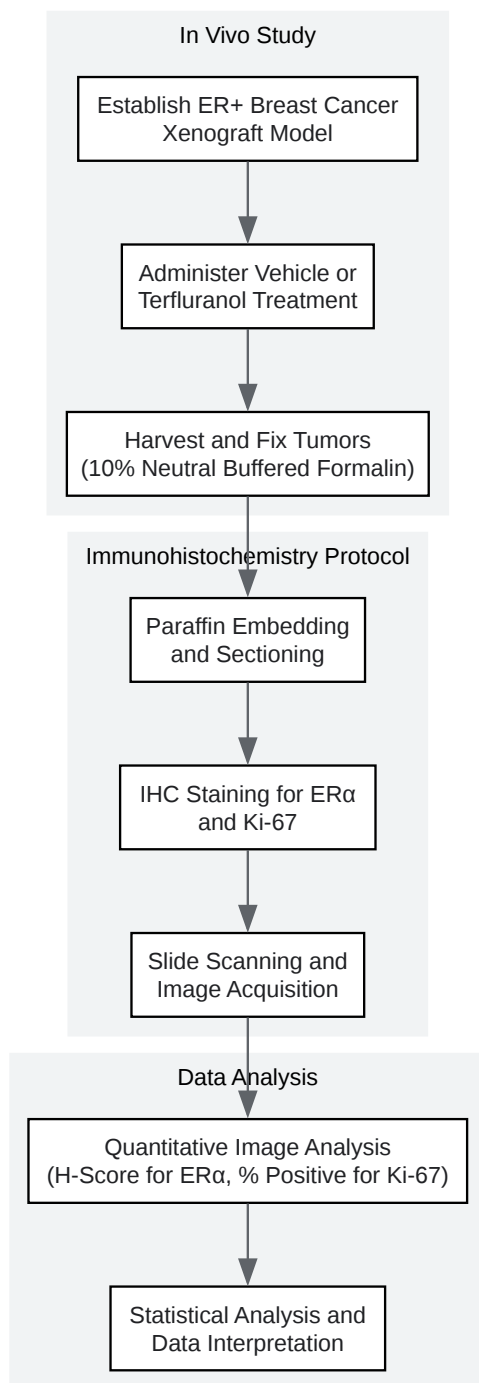 In Vivo Study
Establish ER+ Breast Cancer
Xenograft Model
Administer Vehicle or
Terfluranol Treatment
Harvest and Fix Tumors
(10% Neutral Buffered Formalin)
Immunohistochemistry Protocol
Paraffin Embedding
and Sectioning
IHC Staining for ERα
and Ki-67
Slide Scanning and
Image Acquisition
Data Analysis
Quantitative Image Analysis
(H-Score for ERα, % Positive for Ki-67)
Statistical Analysis and
Data Interpretation